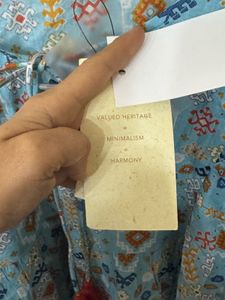 VALUED HERITAGE
=
MINIMALISM
+
HARMONY